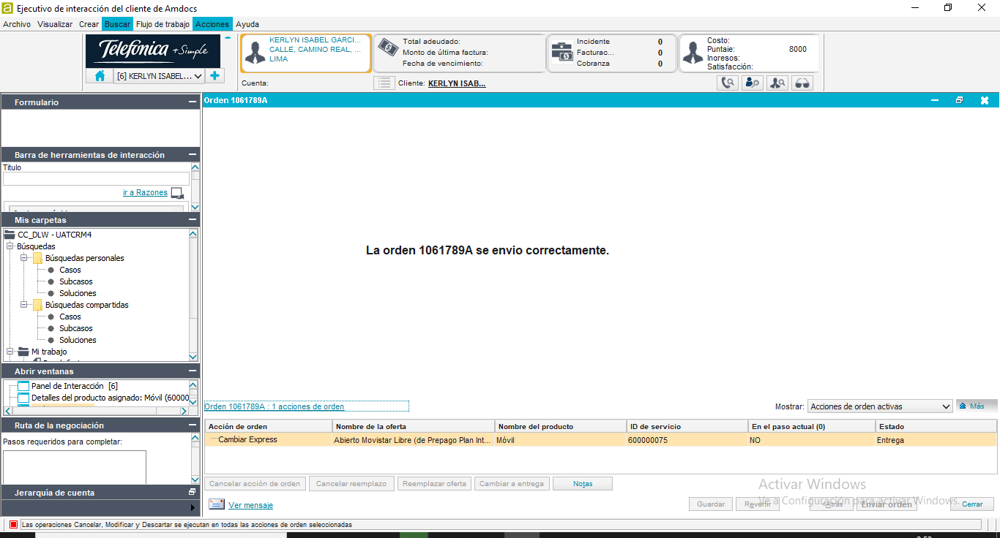 Ejecutivo de interacción del cliente de Amdocs
Archivo Visualizar Crear Buscar Flujo de trabajo Acciones Ayuda
Telefónica +Simple
[6] KERLYN ISABEL...
KERLYN ISABEL GARCI...
CALLE, CAMINO REAL, ...
LIMA
Total adeudado:
Monto de última factura:
Fecha de vencimiento:
Incidente 0
Facturac... 0
Cobranza 0
Costo:
Puntaie: 8000
Inqresos:
Satisfacción:
Cuenta:
Cliente: KERLYN ISAB...
Formulario
Barra de herramientas de interacción
Titulo
ir a Razones
Mis carpetas
CC_DLW - UATCRM4
Búsquedas
Búsquedas personales
Casos
Subcasos
Soluciones
Búsquedas compartidas
Casos
Subcasos
Soluciones
Mi trabajo
Abrir ventanas
Panel de Interacción [6]
Detalles del producto asignado: Móvil (60000
Ruta de la negociación
Pasos requeridos para completar:
Jerarquía de cuenta
Orden 1061789A
La orden 1061789A se envio correctamente.
Orden 1061789A : 1 acciones de orden
Mostrar: Acciones de orden activas Más
Acción de orden Nombre de la oferta Nombre del producto ID de servicio En el paso actual (0) Estado
Cambiar Express Abierto Movistar Libre (de Prepago Plan Int... Móvil 600000075 NO Entrega
Cancelar acción de orden Cancelar reemplazo Reemplazar oferta Cambiar a entrega Notas
Ver mensaje
Guardar Revertir <Atrás Enviar orden Cerrar
Activar Windows
Ve a Configuración para activar Windows.
Las operaciones Cancelar, Modificar y Descartar se ejecutan en todas las acciones de orden seleccionadas